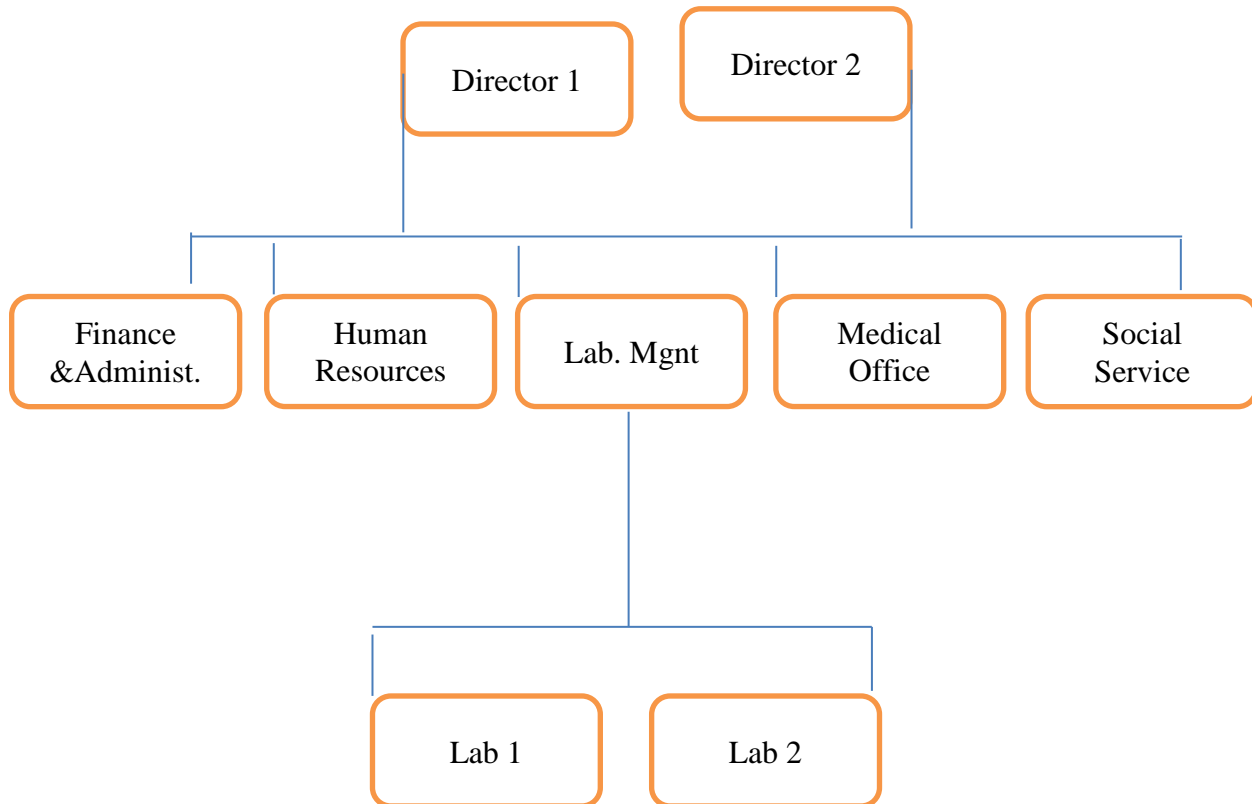 Director 1
Director 2
Finance
&Administ.
Human
Resources
Lab. Mgnt
Medical
Office
Social
Service
Lab 1
Lab 2